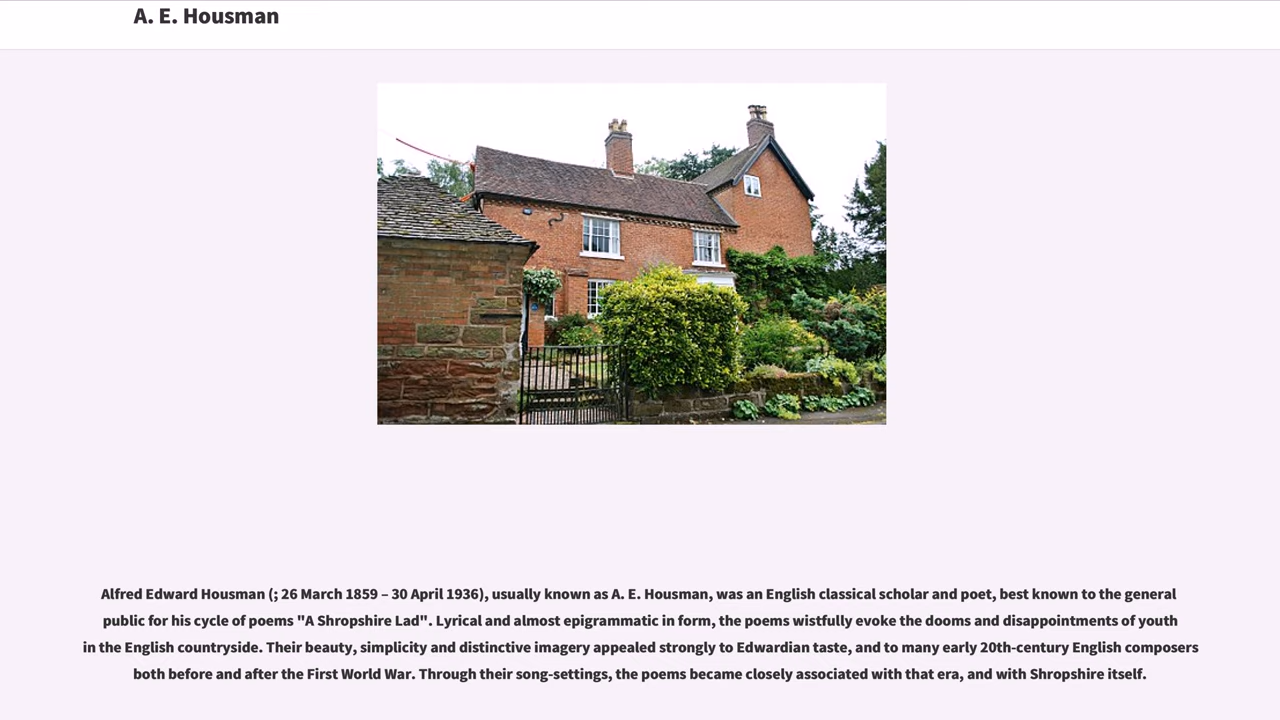 A. E. Housman
Alfred Edward Housman (; 26 March 1859 – 30 April 1936), usually known as A. E. Housman, was an English classical scholar and poet, best known to the general
public for his cycle of poems "A Shropshire Lad". Lyrical and almost epigrammatic in form, the poems wistfully evoke the dooms and disappointments of youth
in the English countryside. Their beauty, simplicity and distinctive imagery appealed strongly to Edwardian taste, and to many early 20th-century English composers
both before and after the First World War. Through their song-settings, the poems became closely associated with that era, and with Shropshire itself.